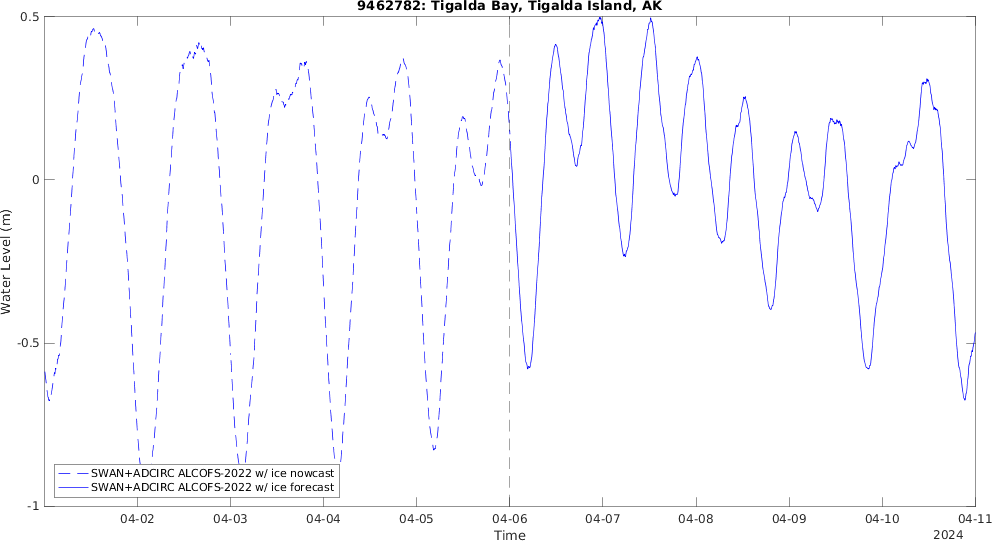 9462782: Tigalda Bay, Tigalda Island, AK
0.5
0
-0.5
-1
Water Level (m)
SWAN+ADCIRC ALCOFS-2022 w/ ice nowcast
SWAN+ADCIRC ALCOFS-2022 w/ ice forecast
04-02 04-03 04-04 04-05 04-06 04-07 04-08 04-09 04-10 04-11
Time
2024